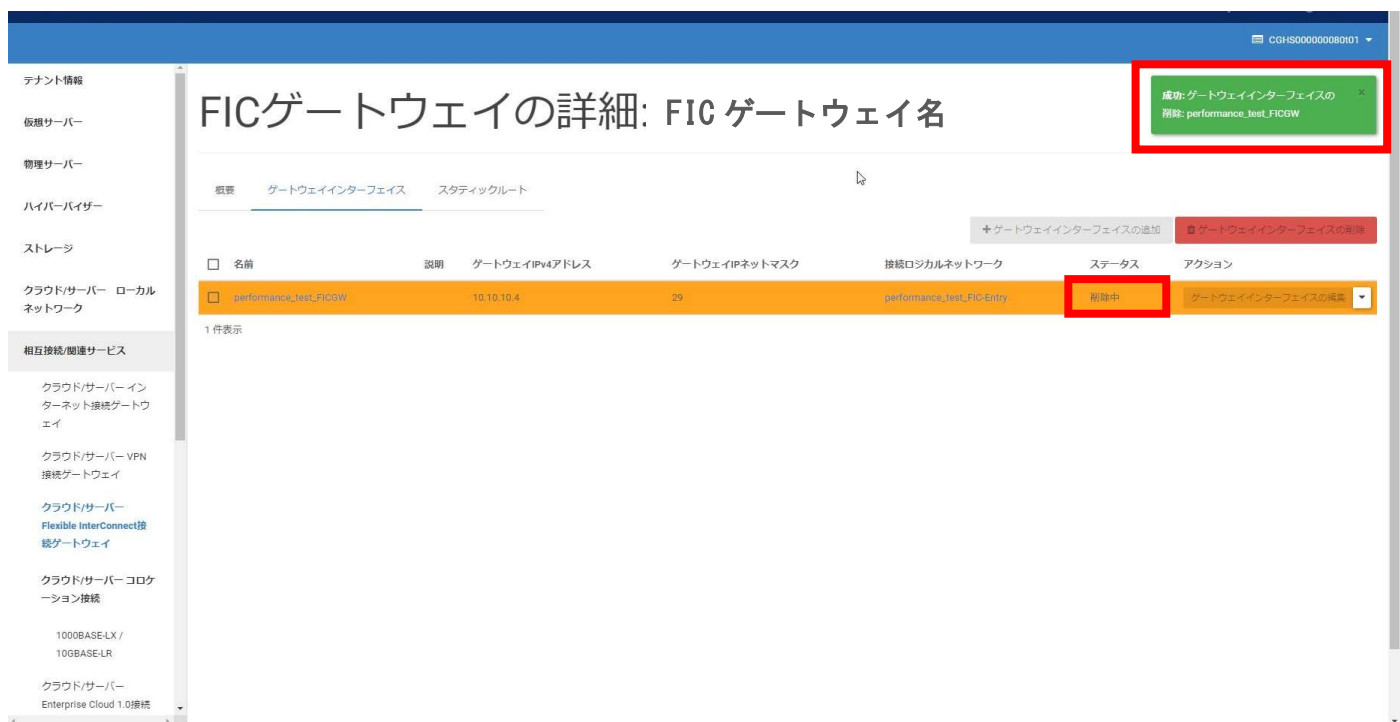 CGHS000000080t01
テナント情報
仮想サーバー
物理サーバー
ハイパーバイザー
ストレージ
クラウド/サーバー ローカル
ネットワーク
相互接続/関連サービス
クラウド/サーバー イン
ターネット接続ゲートウ
ェイ
クラウド/サーバー VPN
接続ゲートウェイ
クラウド/サーバー
Flexible InterConnect接
続ゲートウェイ
クラウド/サーバー コロケ
ーション接続
1000BASE-LX /
10GBASE-LR
クラウド/サーバー
Enterprise Cloud 1.0接続
FICゲートウェイの詳細: FIC ゲートウェイ名
成功: ゲートウェイインターフェイスの ×
削除: performance_test_FICGW
概要 ゲートウェイインターフェイス スタティックルート
+ゲートウェイインターフェイスの追加 ゲートウェイインターフェイスの削除
名前 説明 ゲートウェイIPv4アドレス ゲートウェイIPネットマスク 接続ロジカルネットワーク ステータス アクション
performance_test_FICGW 10.10.10.4 29 performance_test_FIC-Entry 削除中 ゲートウェイインターフェイスの編集
1 件表示